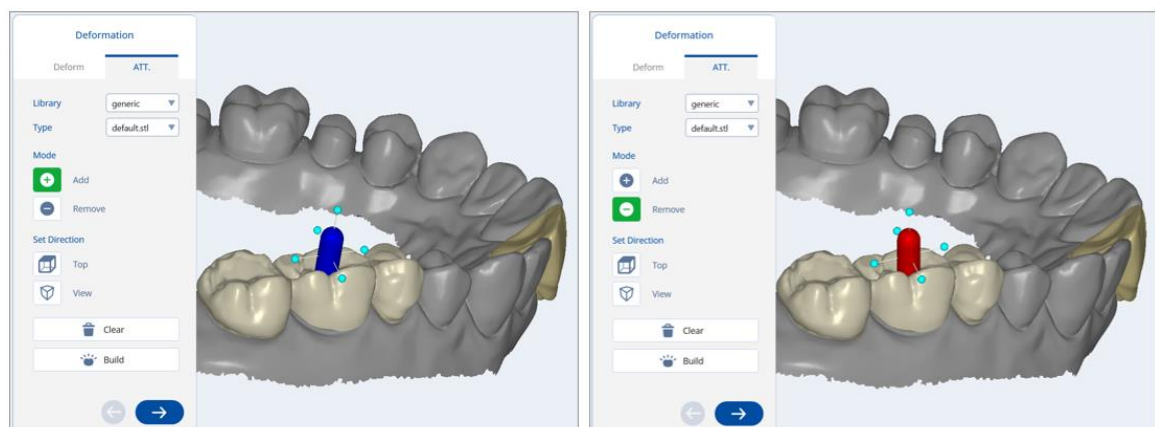 Deformation
Deform ATT.
Library generic
Type default.stl
Mode
Add
Remove
Set Direction
Top
View
Clear
Build
Deformation
Deform ATT.
Library generic
Type default.stl
Mode
Add
Remove
Set Direction
Top
View
Clear
Build